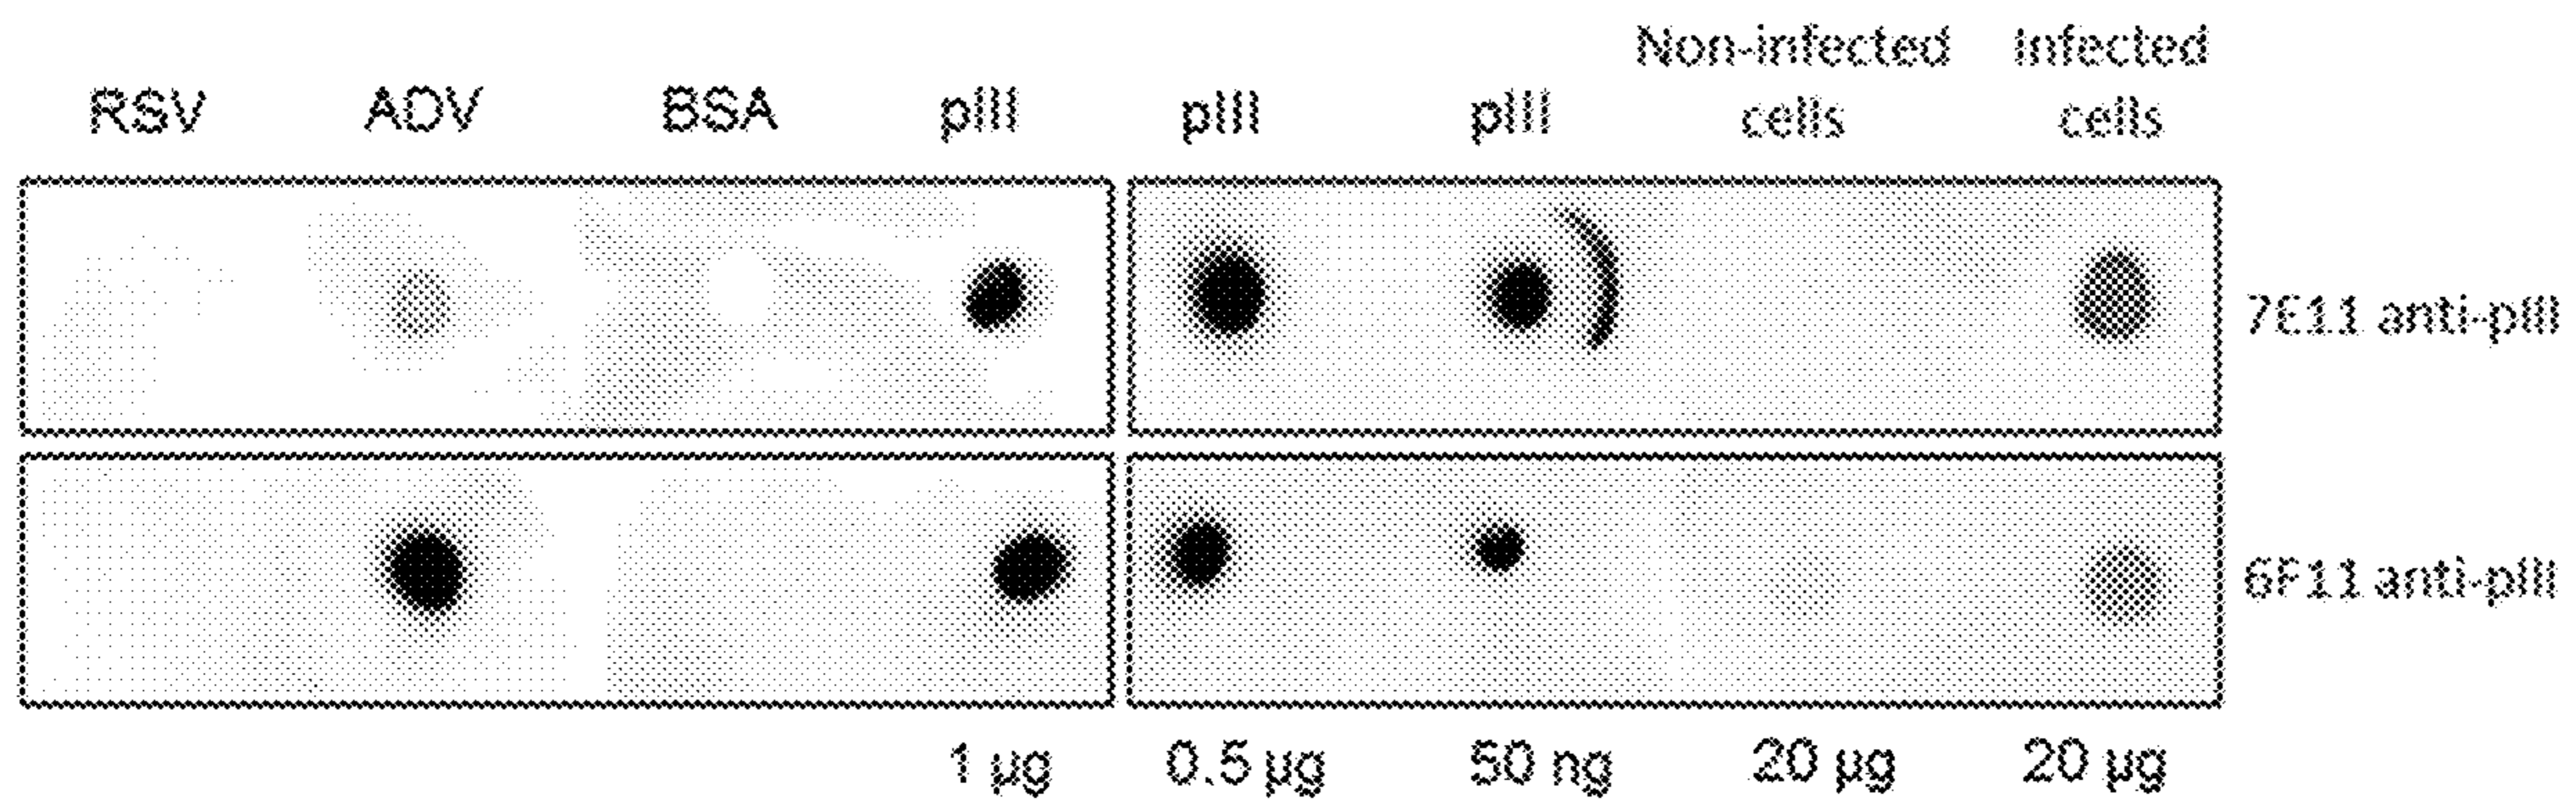 Non-infected Infected
RSV ADV BSA pIII pIII pIII cells cells
7E11 anti-pIII
6F11 anti-pIII
1 µg 0.5 µg 50 ng 20 µg 20 µg